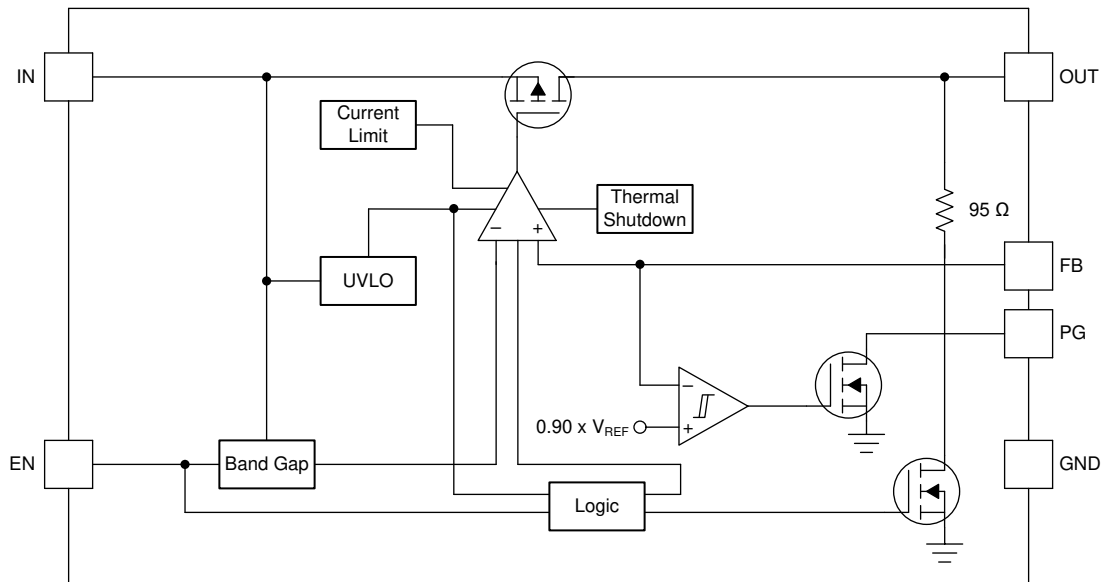 IN
OUT
Current
Limit
Thermal
Shutdown
95 Ω
−
+
UVLO
FB
PG
−
0.90 x VREF
+
EN
Band Gap
GND
Logic